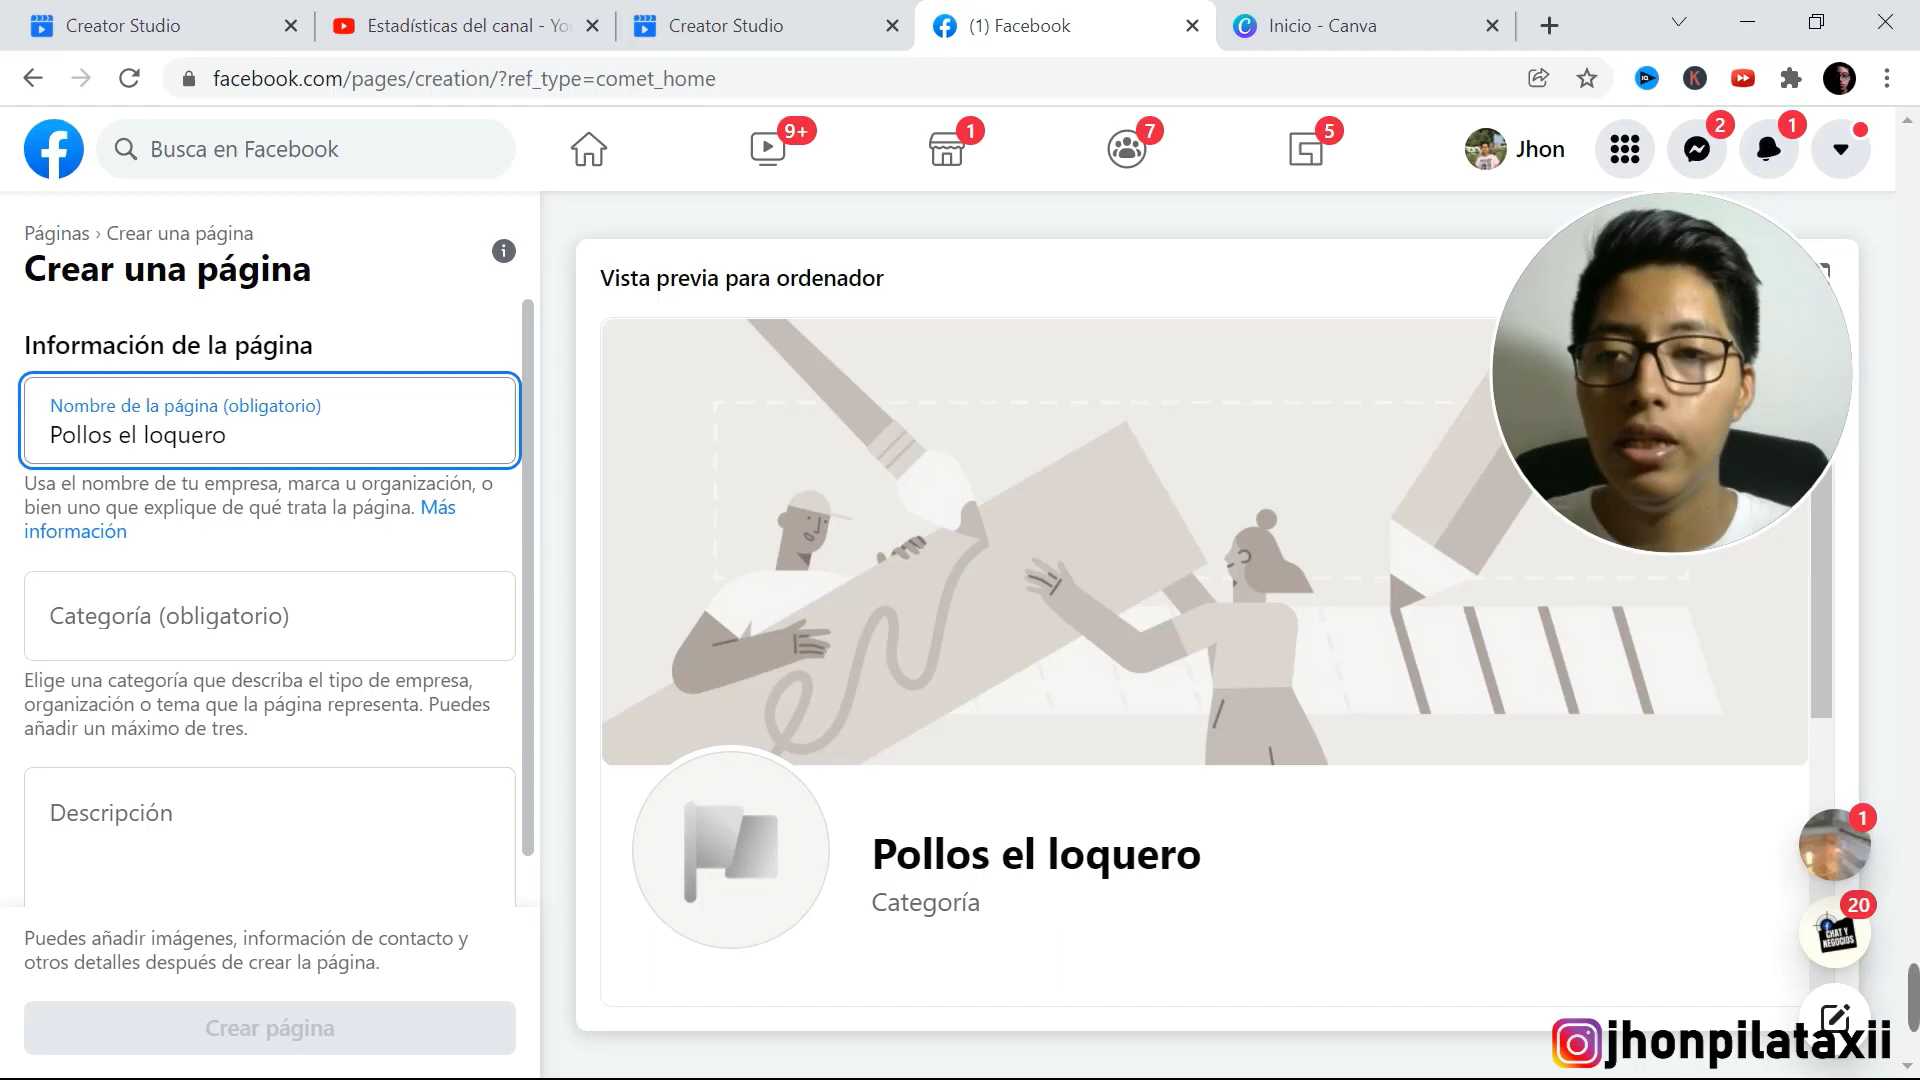 Creator Studio
Estadísticas del canal - Yo
Creator Studio
(1) Facebook
Inicio - Canva
facebook.com/pages/creation/?ref_type=comet_home
Busca en Facebook
9+
1
7
5
Jhon
2
1
Páginas › Crear una página
Crear una página
Información de la página
Nombre de la página (obligatorio)
Pollos el loquero
Usa el nombre de tu empresa, marca u organización, o
bien uno que explique de qué trata la página. Más
información
Categoría (obligatorio)
Elige una categoría que describa el tipo de empresa,
organización o tema que la página representa. Puedes
añadir un máximo de tres.
Descripción
Puedes añadir imágenes, información de contacto y
otros detalles después de crear la página.
Crear página
Vista previa para ordenador
Pollos el loquero
Categoría
1
20
CHAT Y
NEGOCIOS
jhonpilataxii